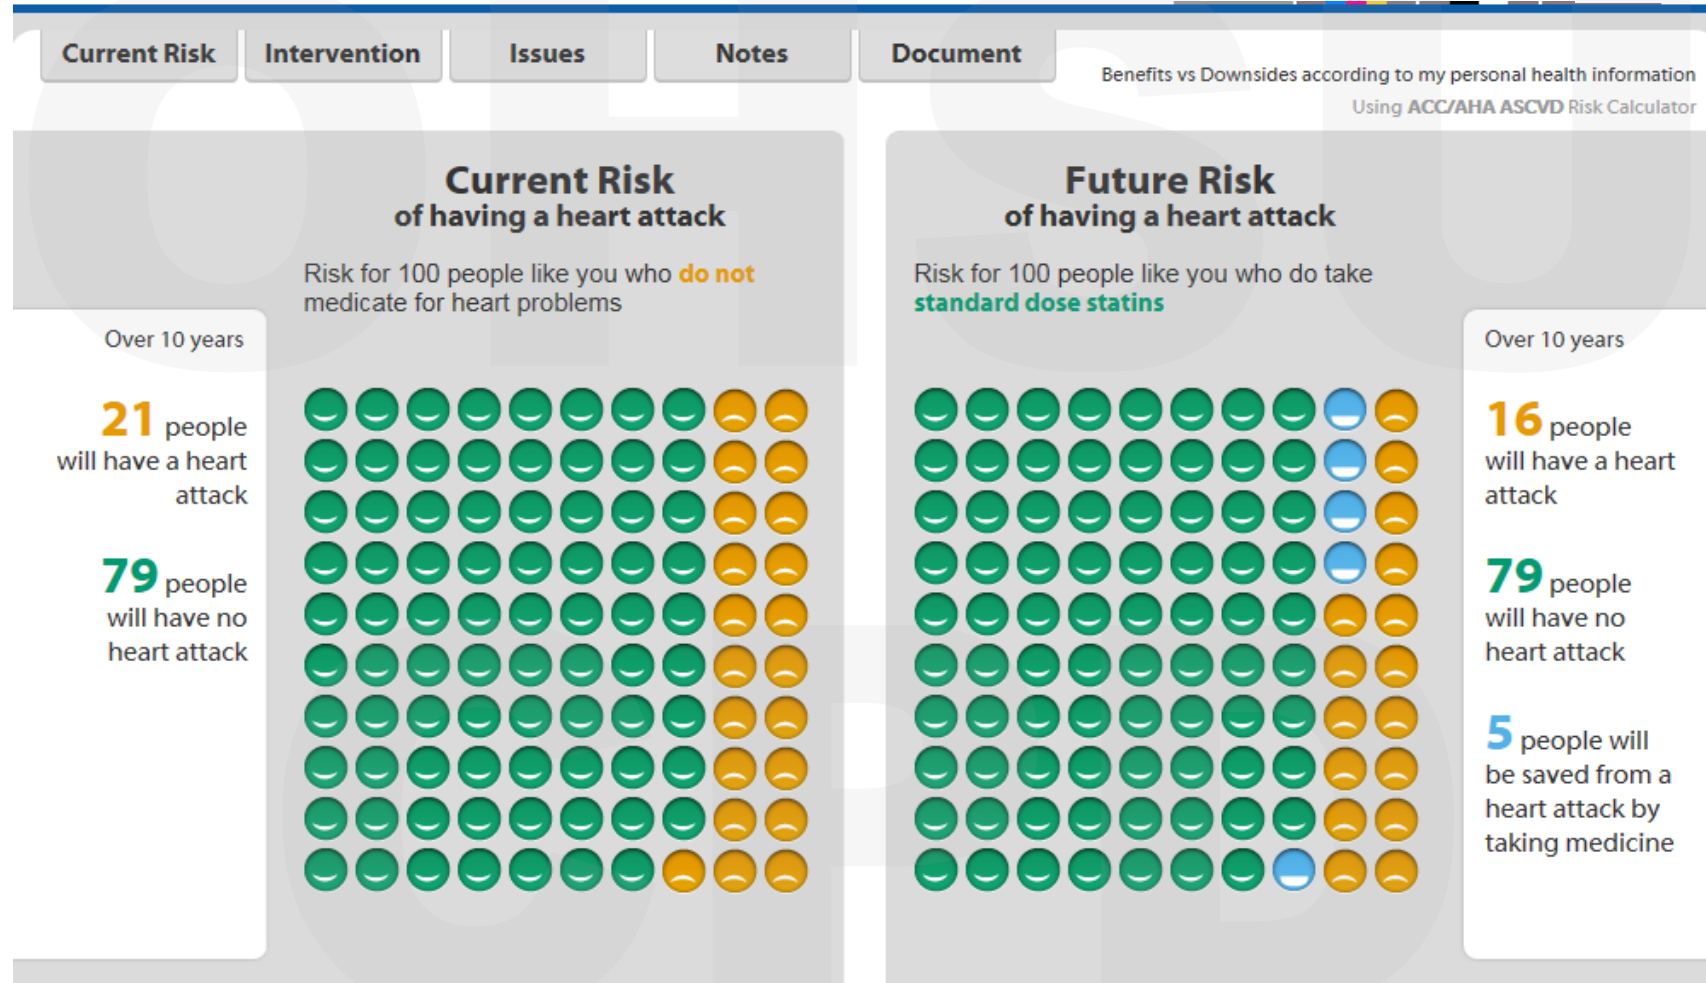 Current Risk
Intervention
Issues
Notes
Document
Benefits vs Downsides according to my personal health information
Using ACC/AHA ASCVD Risk Calculator
Current Risk
of having a heart attack
Risk for 100 people like you who do not
medicate for heart problems
Over 10 years
21 people
will have a heart
attack
79 people
will have no
heart attack
Future Risk
of having a heart attack
Risk for 100 people like you who do take
standard dose statins
Over 10 years
16 people
will have a heart
attack
79 people
will have no
heart attack
5 people will
be saved from a
heart attack by
taking medicine
OHSU
CPD